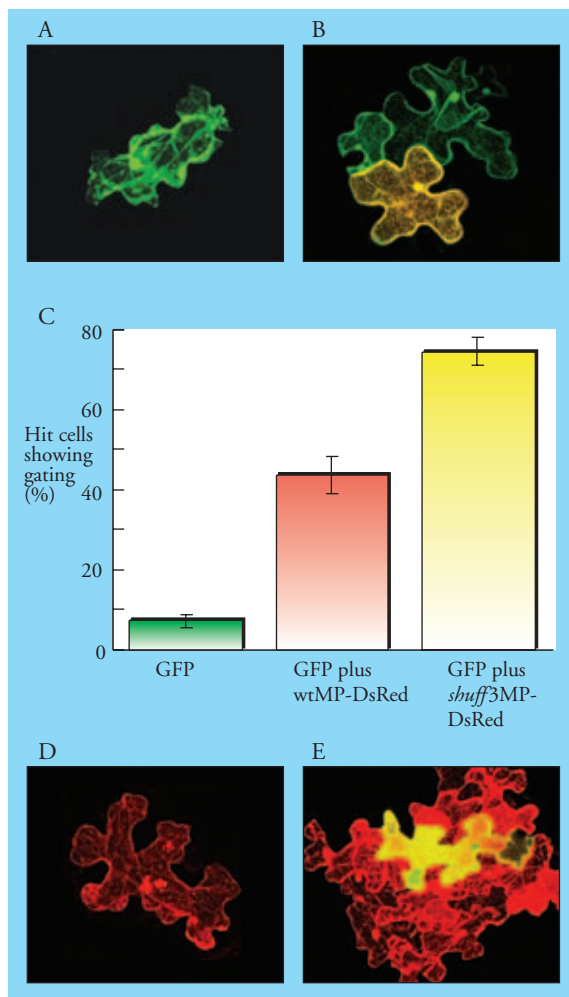 A
B
C
80
60
40
20
0
Hit cells
showing
gating
(%)
GFP
GFP plus
wtMP-DsRed
GFP plus
shuff3MP-
DsRed
D
E